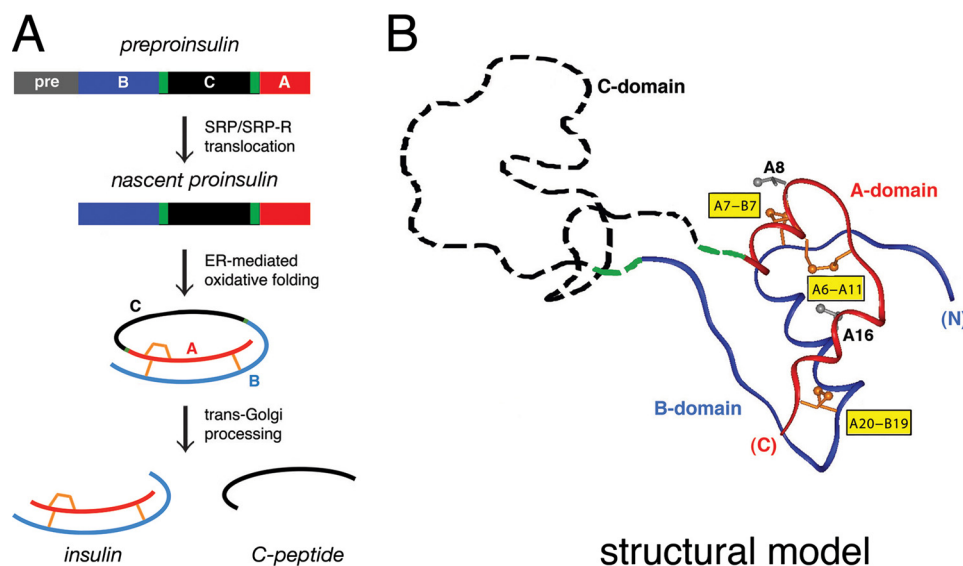 A
preproinsulin
pre
B
C
A
SRP/SRP-R
translocation
nascent proinsulin
ER-mediated
oxidative folding
C
A
B
trans-Golgi
processing
insulin
C-peptide
B
C-domain
A8
A-domain
A7–B7
A6–A11
(N)
A16
B-domain
A20–B19
(C)
structural model